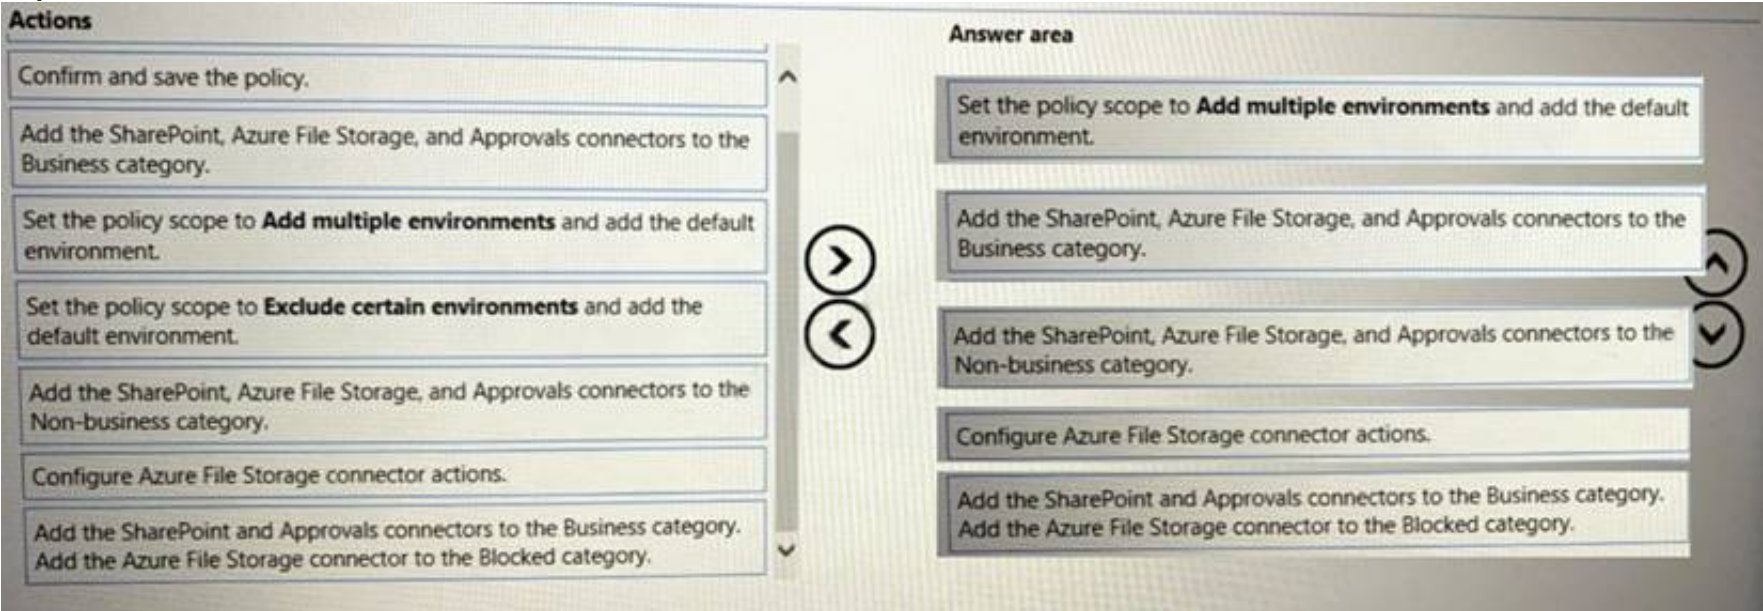 Actions
Confirm and save the policy.
Add the SharePoint, Azure File Storage, and Approvals connectors to the
Business category.
Set the policy scope to Add multiple environments and add the default
environment.
Set the policy scope to Exclude certain environments and add the
default environment.
Add the SharePoint, Azure File Storage, and Approvals connectors to the
Non-business category.
Configure Azure File Storage connector actions.
Add the SharePoint and Approvals connectors to the Business category.
Add the Azure File Storage connector to the Blocked category.
Answer area
Set the policy scope to Add multiple environments and add the default
environment.
Add the SharePoint, Azure File Storage, and Approvals connectors to the
Business category.
Add the SharePoint, Azure File Storage, and Approvals connectors to the
Non-business category.
Configure Azure File Storage connector actions.
Add the SharePoint and Approvals connectors to the Business category.
Add the Azure File Storage connector to the Blocked category.